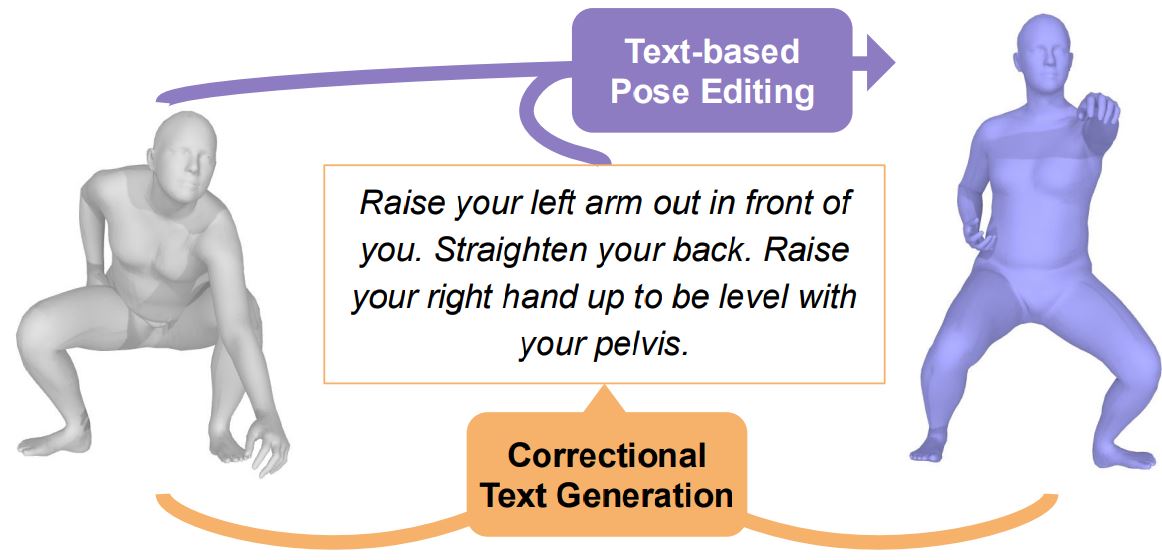 Text-based
Pose Editing
Raise your left arm out in front of
you. Straighten your back. Raise
your right hand up to be level with
your pelvis.
Correctional
Text Generation